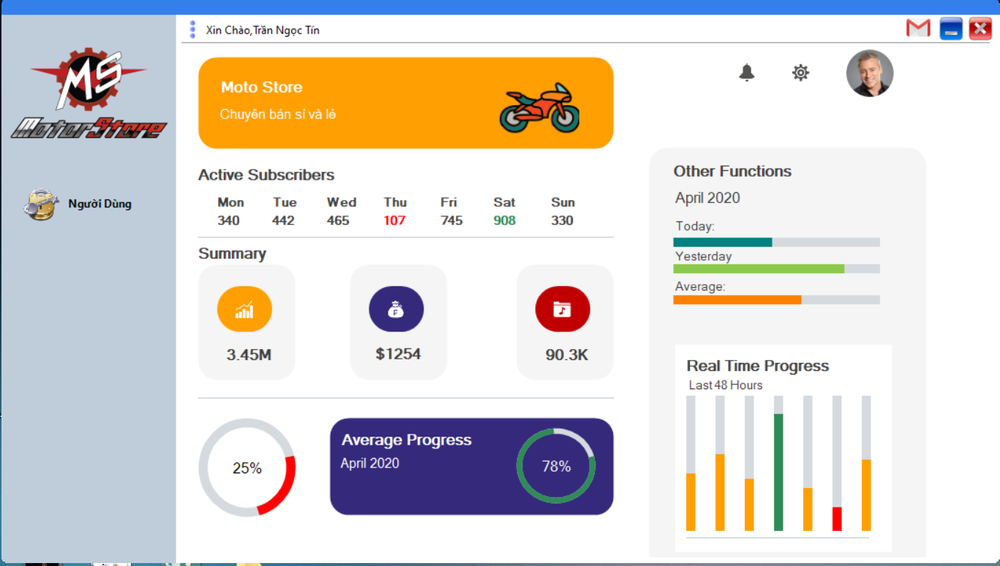 Xin Chào,Trần Ngọc Tín
MS
MotorStore
Người Dùng
Moto Store
Chuyên bán sỉ và lẻ
Active Subscribers
Mon Tue Wed Thu Fri Sat Sun
340 442 465 107 745 908 330
Summary
3.45M $1254 90.3K
25%
Average Progress
April 2020
78%
Other Functions
April 2020
Today:
Yesterday
Average:
Real Time Progress
Last 48 Hours